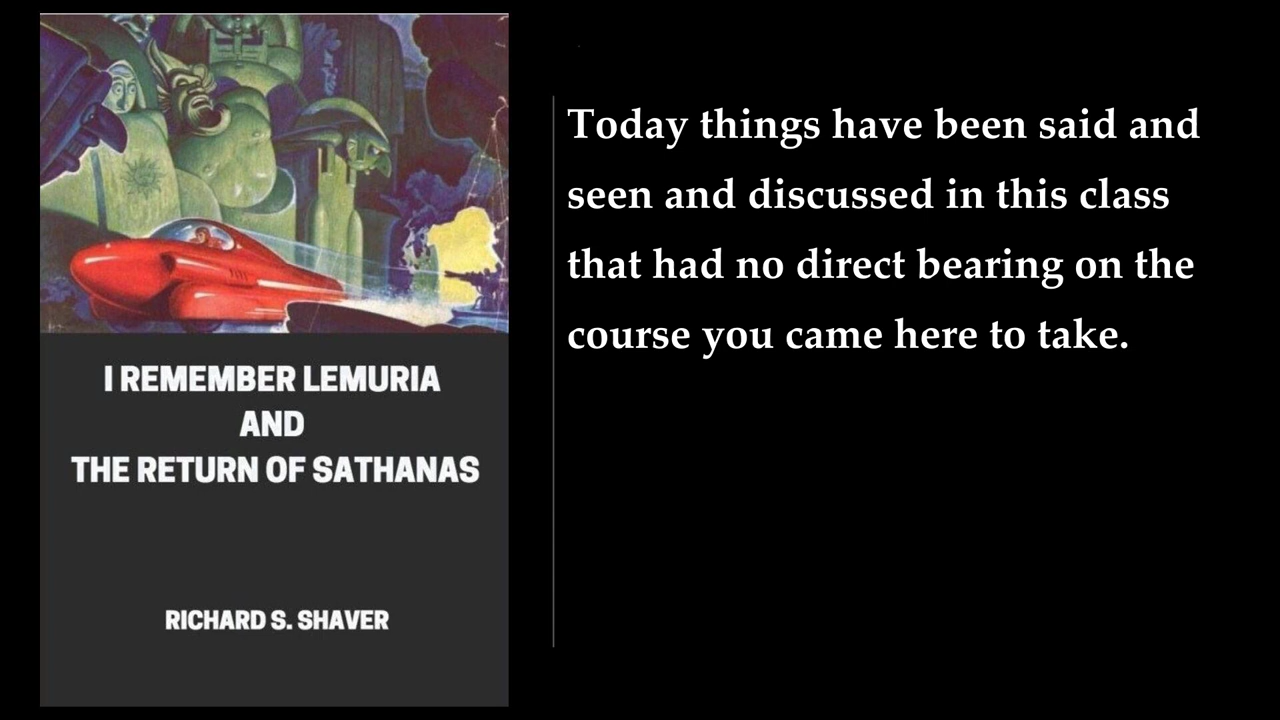 I REMEMBER LEMURIA
AND
THE RETURN OF SATHANAS
RICHARD S. SHAVER
Today things have been said and
seen and discussed in this class
that had no direct bearing on the
course you came here to take.